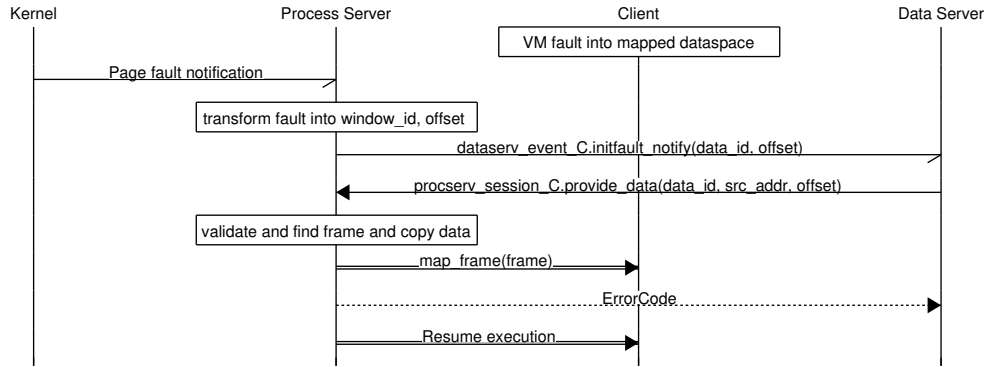 Kernel
Process Server
Client
Data Server
VM fault into mapped dataspace
Page fault notification
transform fault into window_id, offset
dataserv_event_C.initfault_notify(data_id, offset)
procserv_session_C.provide_data(data_id, src_addr, offset)
validate and find frame and copy data
map_frame(frame)
ErrorCode
Resume execution